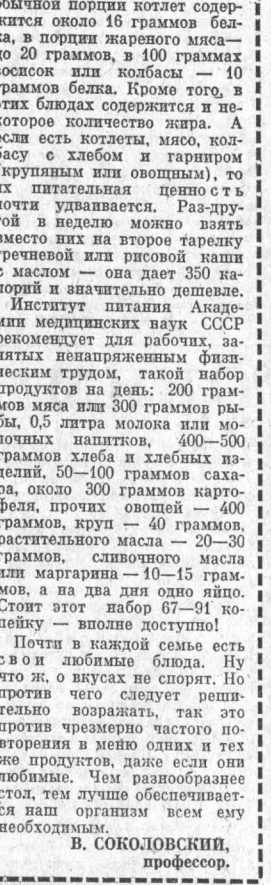 обычной порции котлет содер-
жится около 16 граммов бел-
ка, в порции жареного мяса—
до 20 граммов, в 100 граммах
сосисок или колбасы — 10
граммов белка. Кроме того, в
этих блюдах содержится и не-
которое количество жира. А
если есть котлеты, мясо, кол-
басу с хлебом и гарниром
(крупяным или овощным), то
их питательная ценность
почти удваивается. Раз-дру-
гой в неделю можно взять
вместо них на второе тарелку
гречневой или рисовой каши
с маслом — она дает 350 ка-
лорий и значительно дешевле.
Институт питания Акаде-
мии медицинских наук СССР
рекомендует для рабочих, за-
нятых ненапряженным физи-
ческим трудом, такой набор
продуктов на день: 200 грам-
мов мяса или 300 граммов ры-
бы, 0,5 литра молока или мо-
лочных напитков, 400—500
граммов хлеба и хлебных из-
делий, 50—100 граммов саха-
ра, около 300 граммов карто-
феля, прочих овощей — 400
граммов, круп — 40 граммов,
растительного масла — 20—30
граммов, сливочного масла
или маргарина — 10—15 грам-
мов, а на два дня одно яйцо.
Стоит этот набор 67—91 ко-
пейку — вполне доступно!
Почти в каждой семье есть
свои любимые блюда. Ну
что ж, о вкусах не спорят. Но
против чего следует реши-
тельно возражать, так это
против чрезмерно частого по-
вторения в меню одних и тех
же продуктов, даже если они
любимые. Чем разнообразнее
стол, тем лучше обеспечивает-
ся наш организм всем ему
необходимым.
В. СОКОЛОВСКИЙ,
профессор.